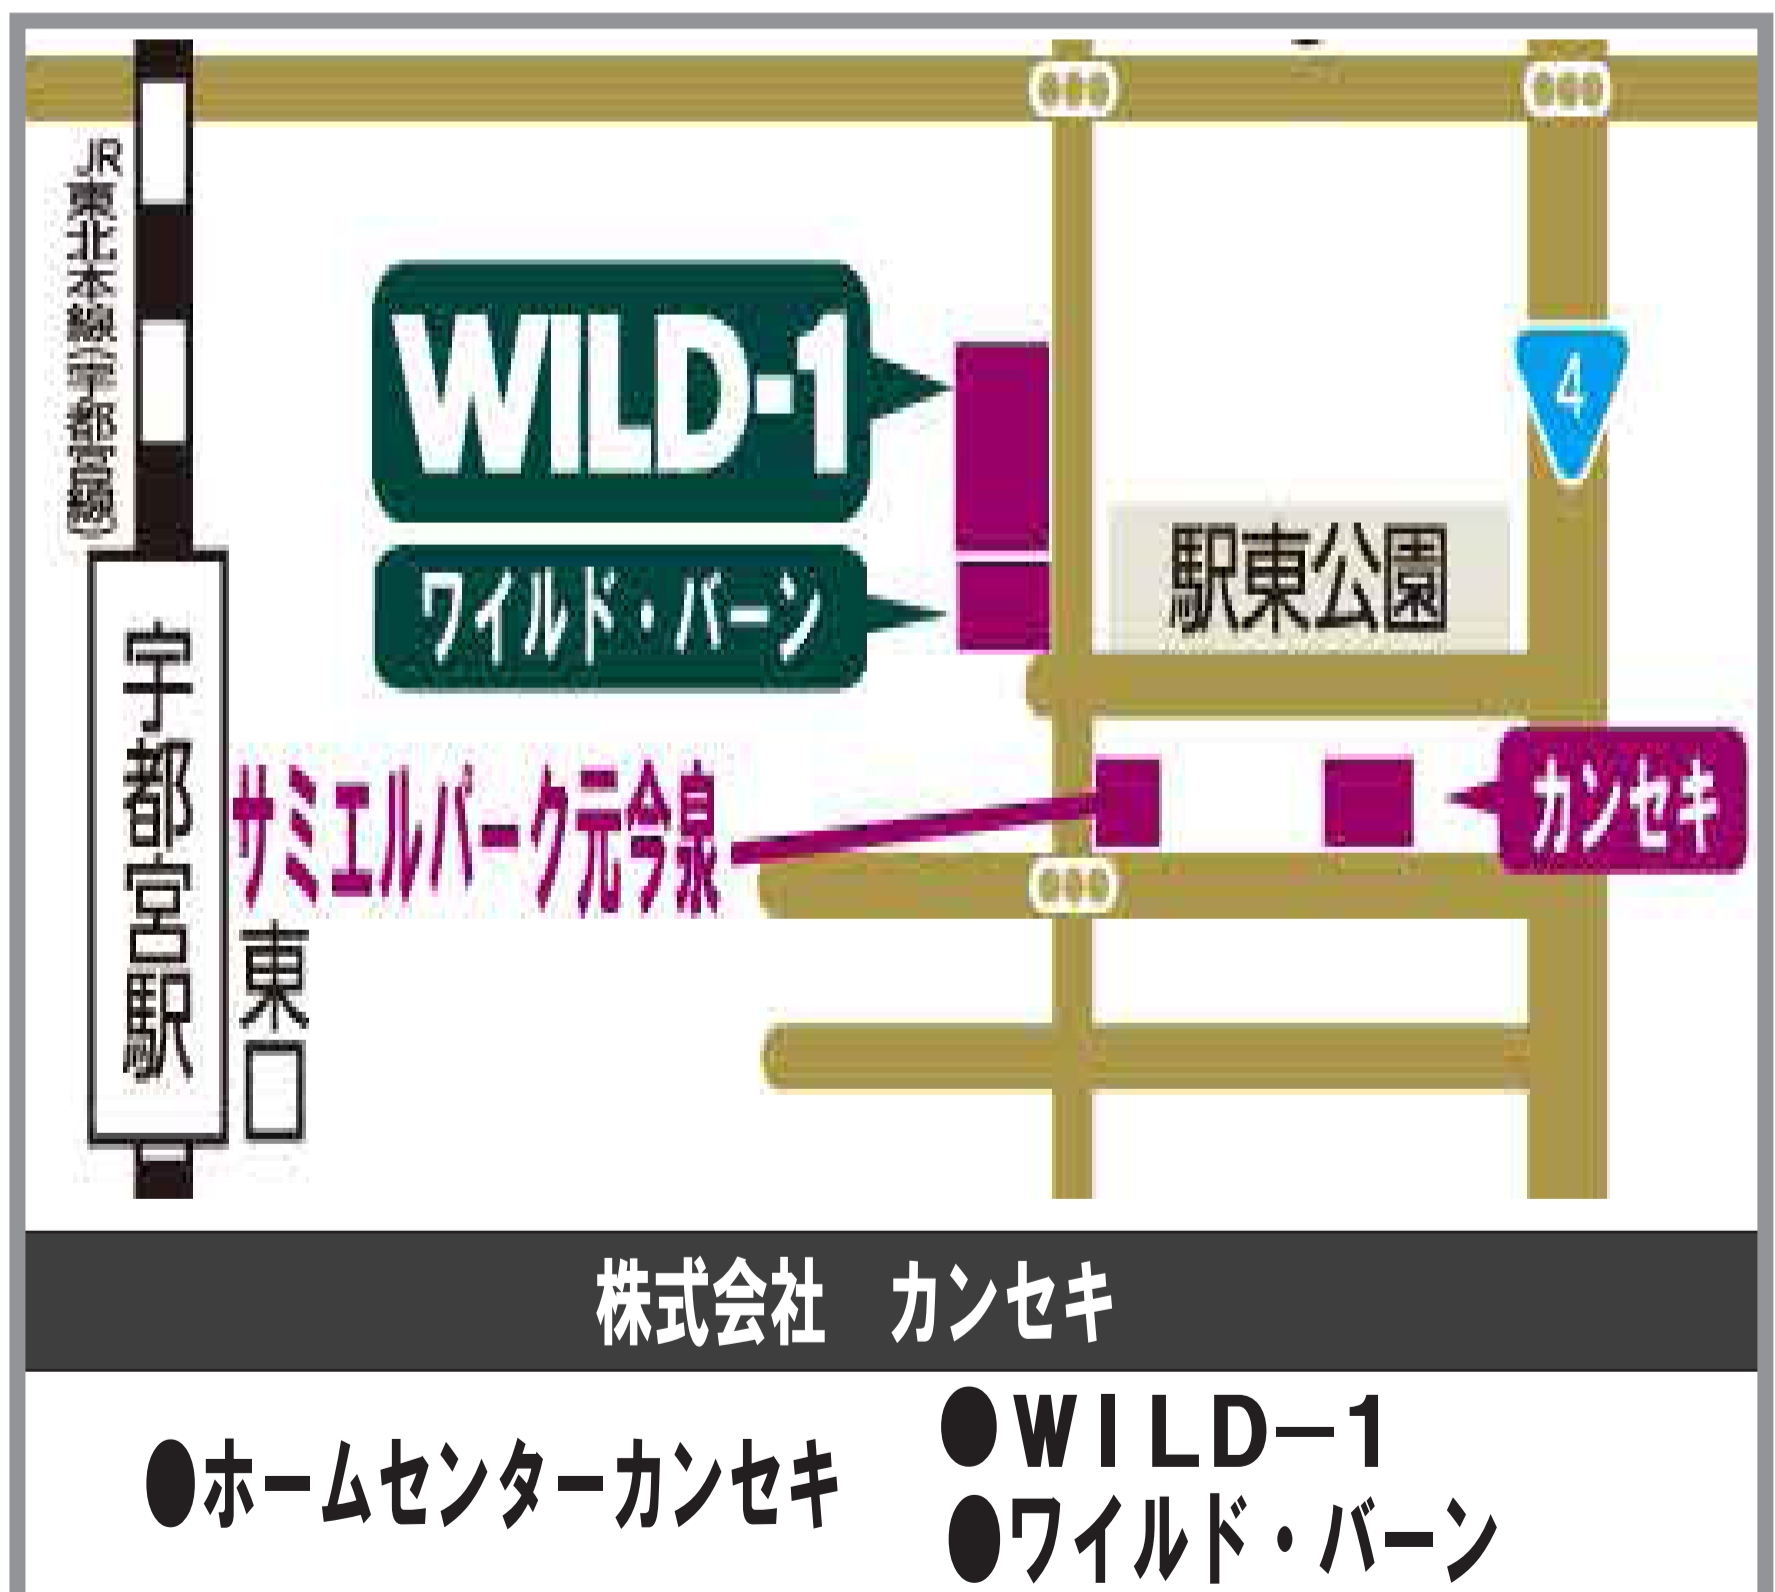 JR東北本線(宇都宮線)
WILD-1
4
駅東公園
ワイルド・バーン
宇都宮駅
サミエルパーク元今泉
カンセキ
東口
株式会社　カンセキ
●ホームセンターカンセキ
●WILD－1
●ワイルド・バーン